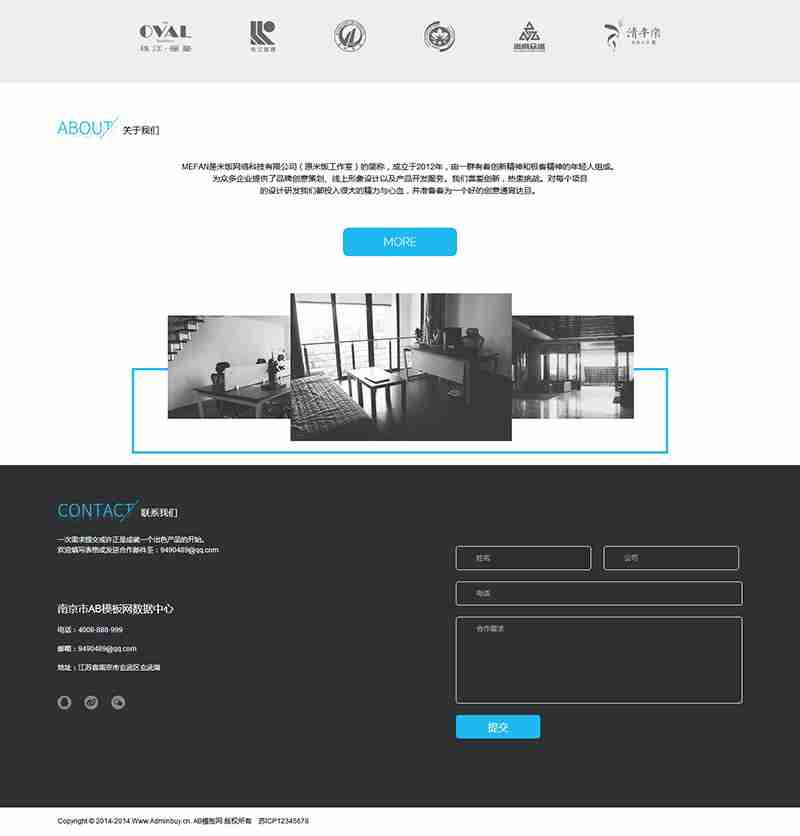 OVAL
珠江·丽景
清平乐
ABOUT 关于我们
MEFAN是米饭网络科技有限公司（原米饭工作室）的简称，成立于2012年，由一群有着创新精神和极客精神的年轻人组成。
为众多企业提供了品牌创意策划、线上形象设计以及产品开发服务。我们喜爱创新，热衷挑战。对每个项目
的设计研发我们都投入很大的精力与心血，并准备着为一个好的创意通宵达旦。
MORE
CONTACT 联系我们
一次需求提交或许正是成就一个出色产品的开始。
欢迎填写表格或发送合作邮件至：9490489@qq.com
姓名
公司
电话
合作需求
南京市AB模板网数据中心
电话：4008-888-999
邮箱：9490489@qq.com
地址：江苏省南京市玄武区玄武湖
提交
Copyright © 2014-2014 Www.Adminbuy.cn. AB模板网 版权所有 苏ICP12345678